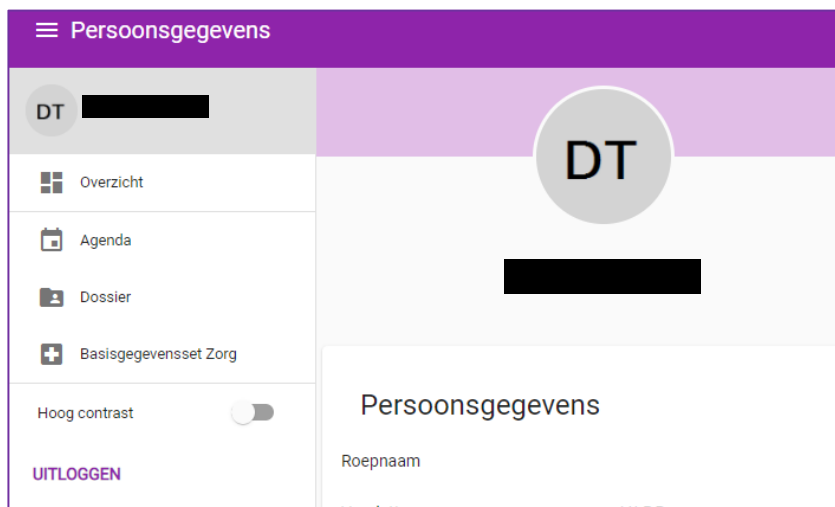 Persoonsgegevens
DT
DT
Overzicht
Agenda
Dossier
Basisgegevensset Zorg
Hoog contrast
UITLOGGEN
Persoonsgegevens
Roepnaam